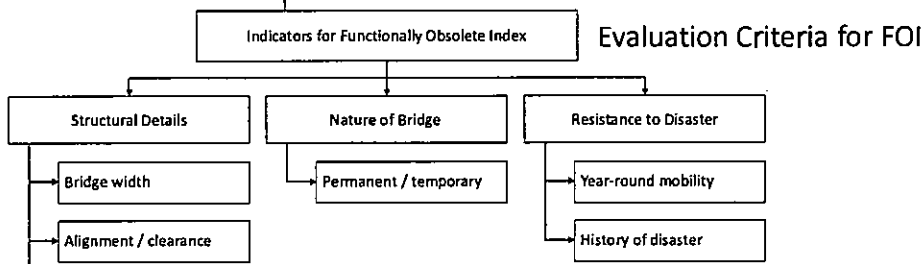 Indicators for Functionally Obsolete Index
Evaluation Criteria for FOI
Structural Details
Nature of Bridge
Resistance to Disaster
Bridge width
Permanent / temporary
Year-round mobility
Alignment / clearance
History of disaster